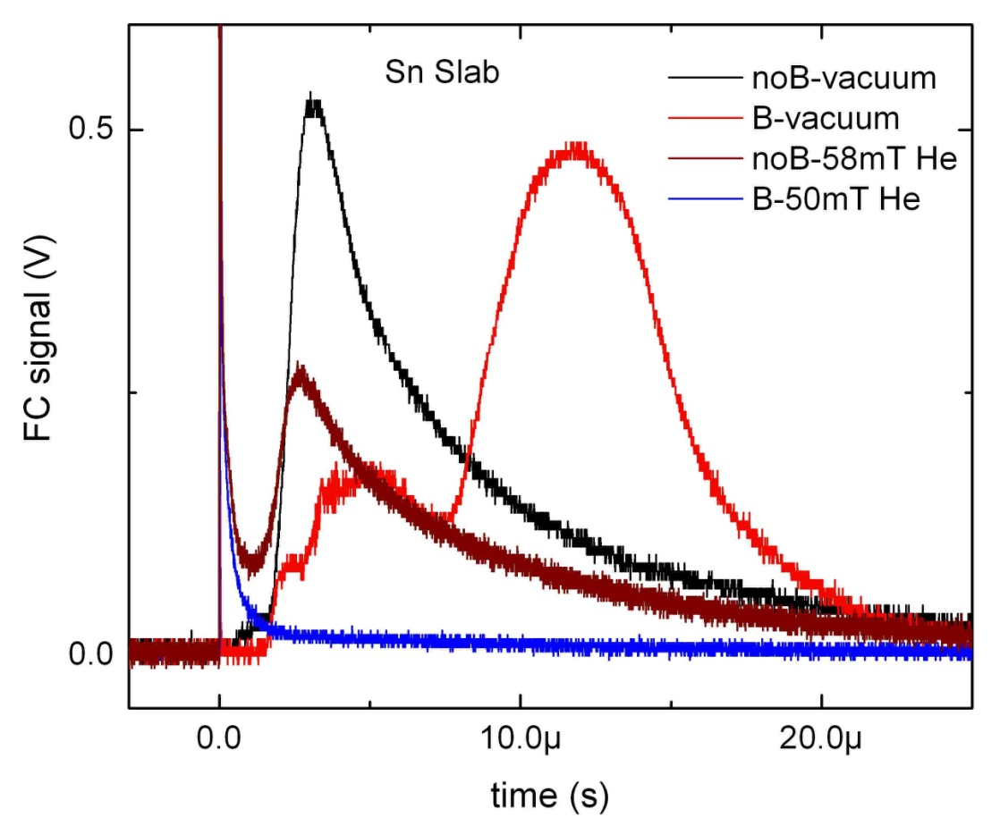 Sn Slab
noB-vacuum
B-vacuum
noB-58mT He
B-50mT He
0.5
0.0
FC signal (V)
0.0
10.0µ
20.0µ
time (s)